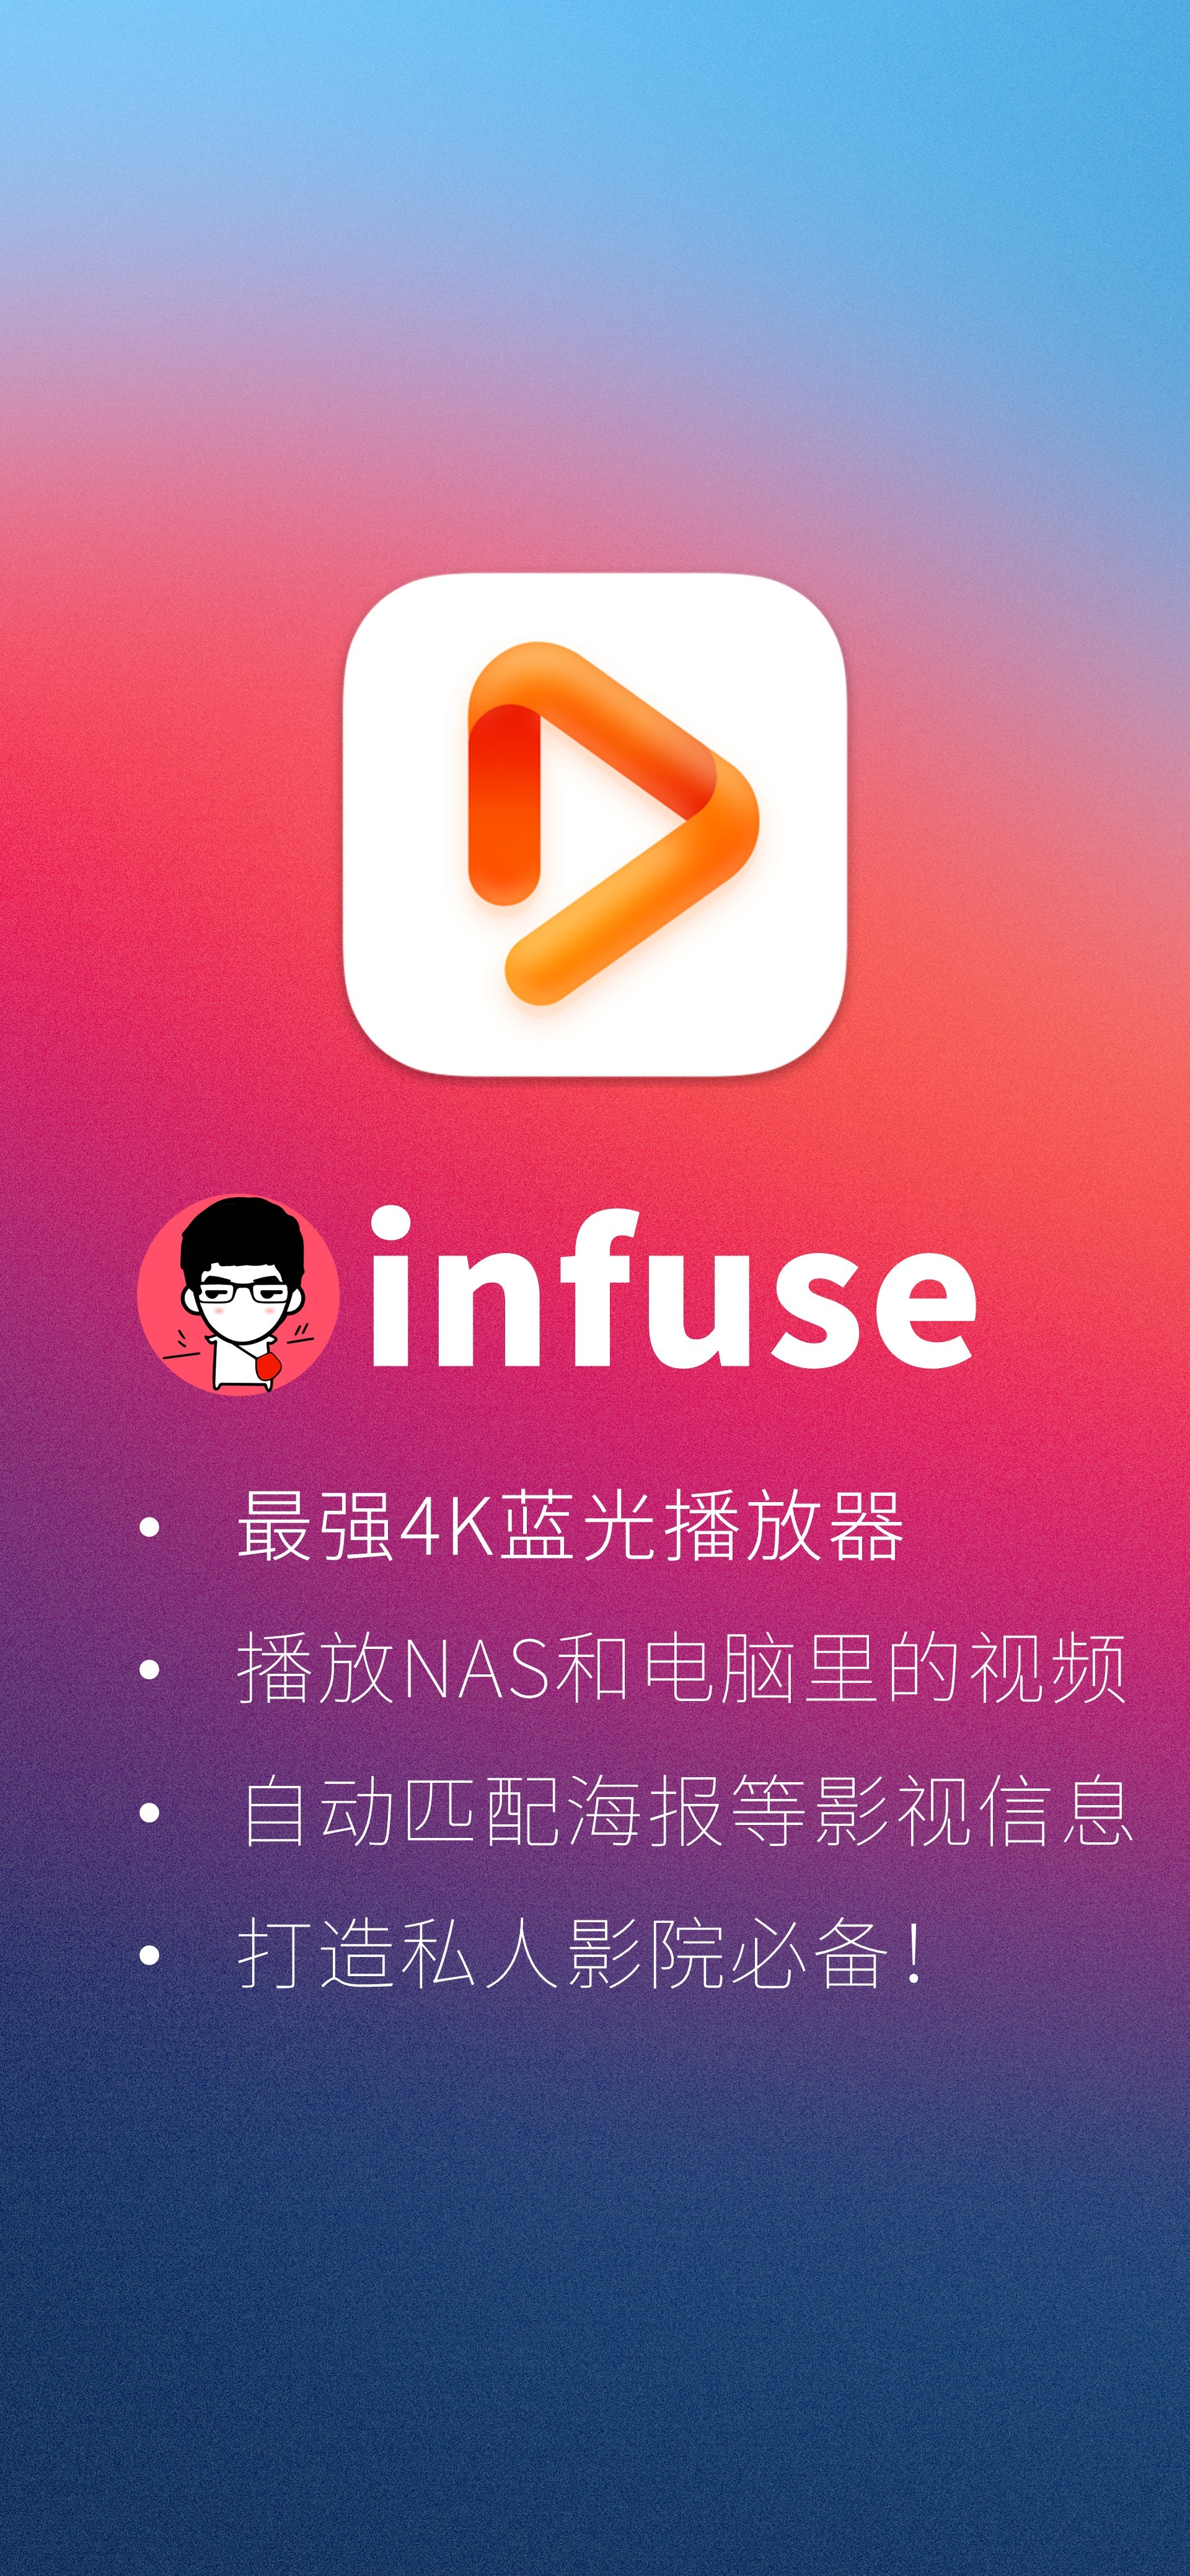 infuse
• 最强4K蓝光播放器
• 播放NAS和电脑里的视频
• 自动匹配海报等影视信息
• 打造私人影院必备！